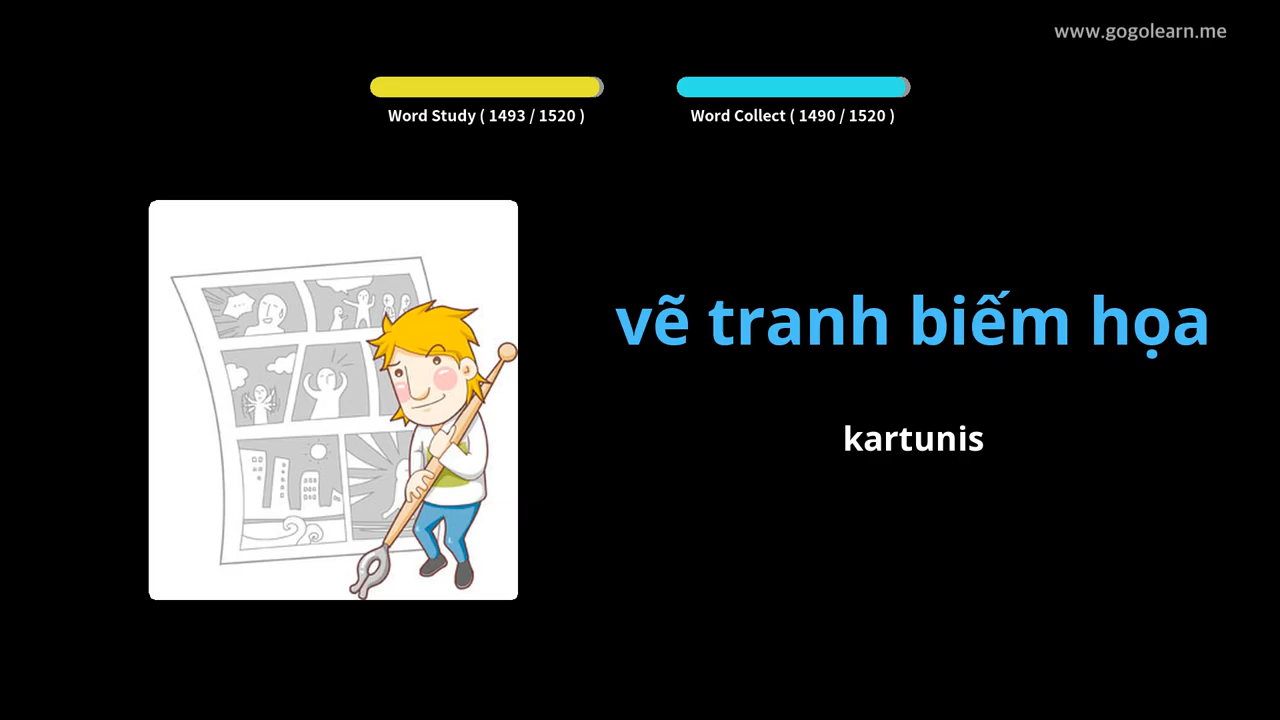 www.gogolearn.me
Word Study ( 1493 / 1520 )
Word Collect ( 1490 / 1520 )
vẽ tranh biếm họa
kartunis